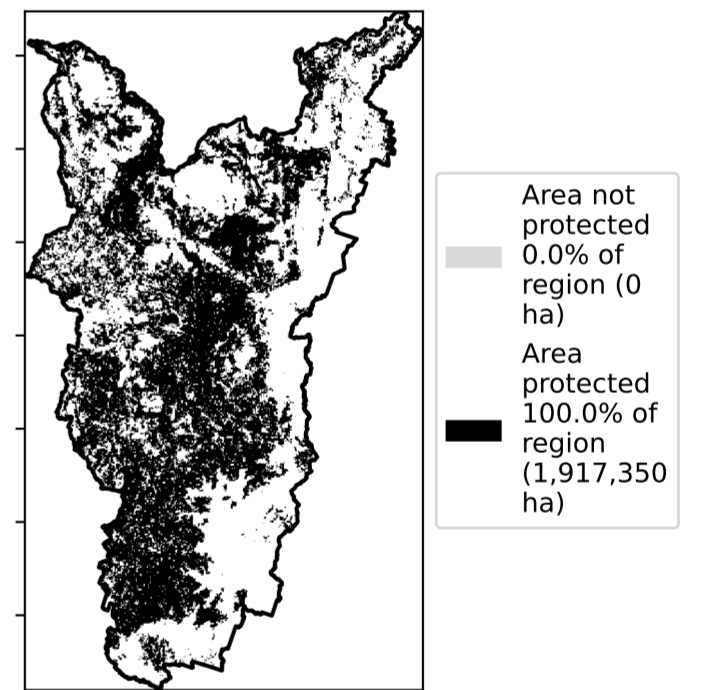 Area not
protected
0.0% of
region (0
ha)
Area
protected
100.0% of
region
(1,917,350
ha)